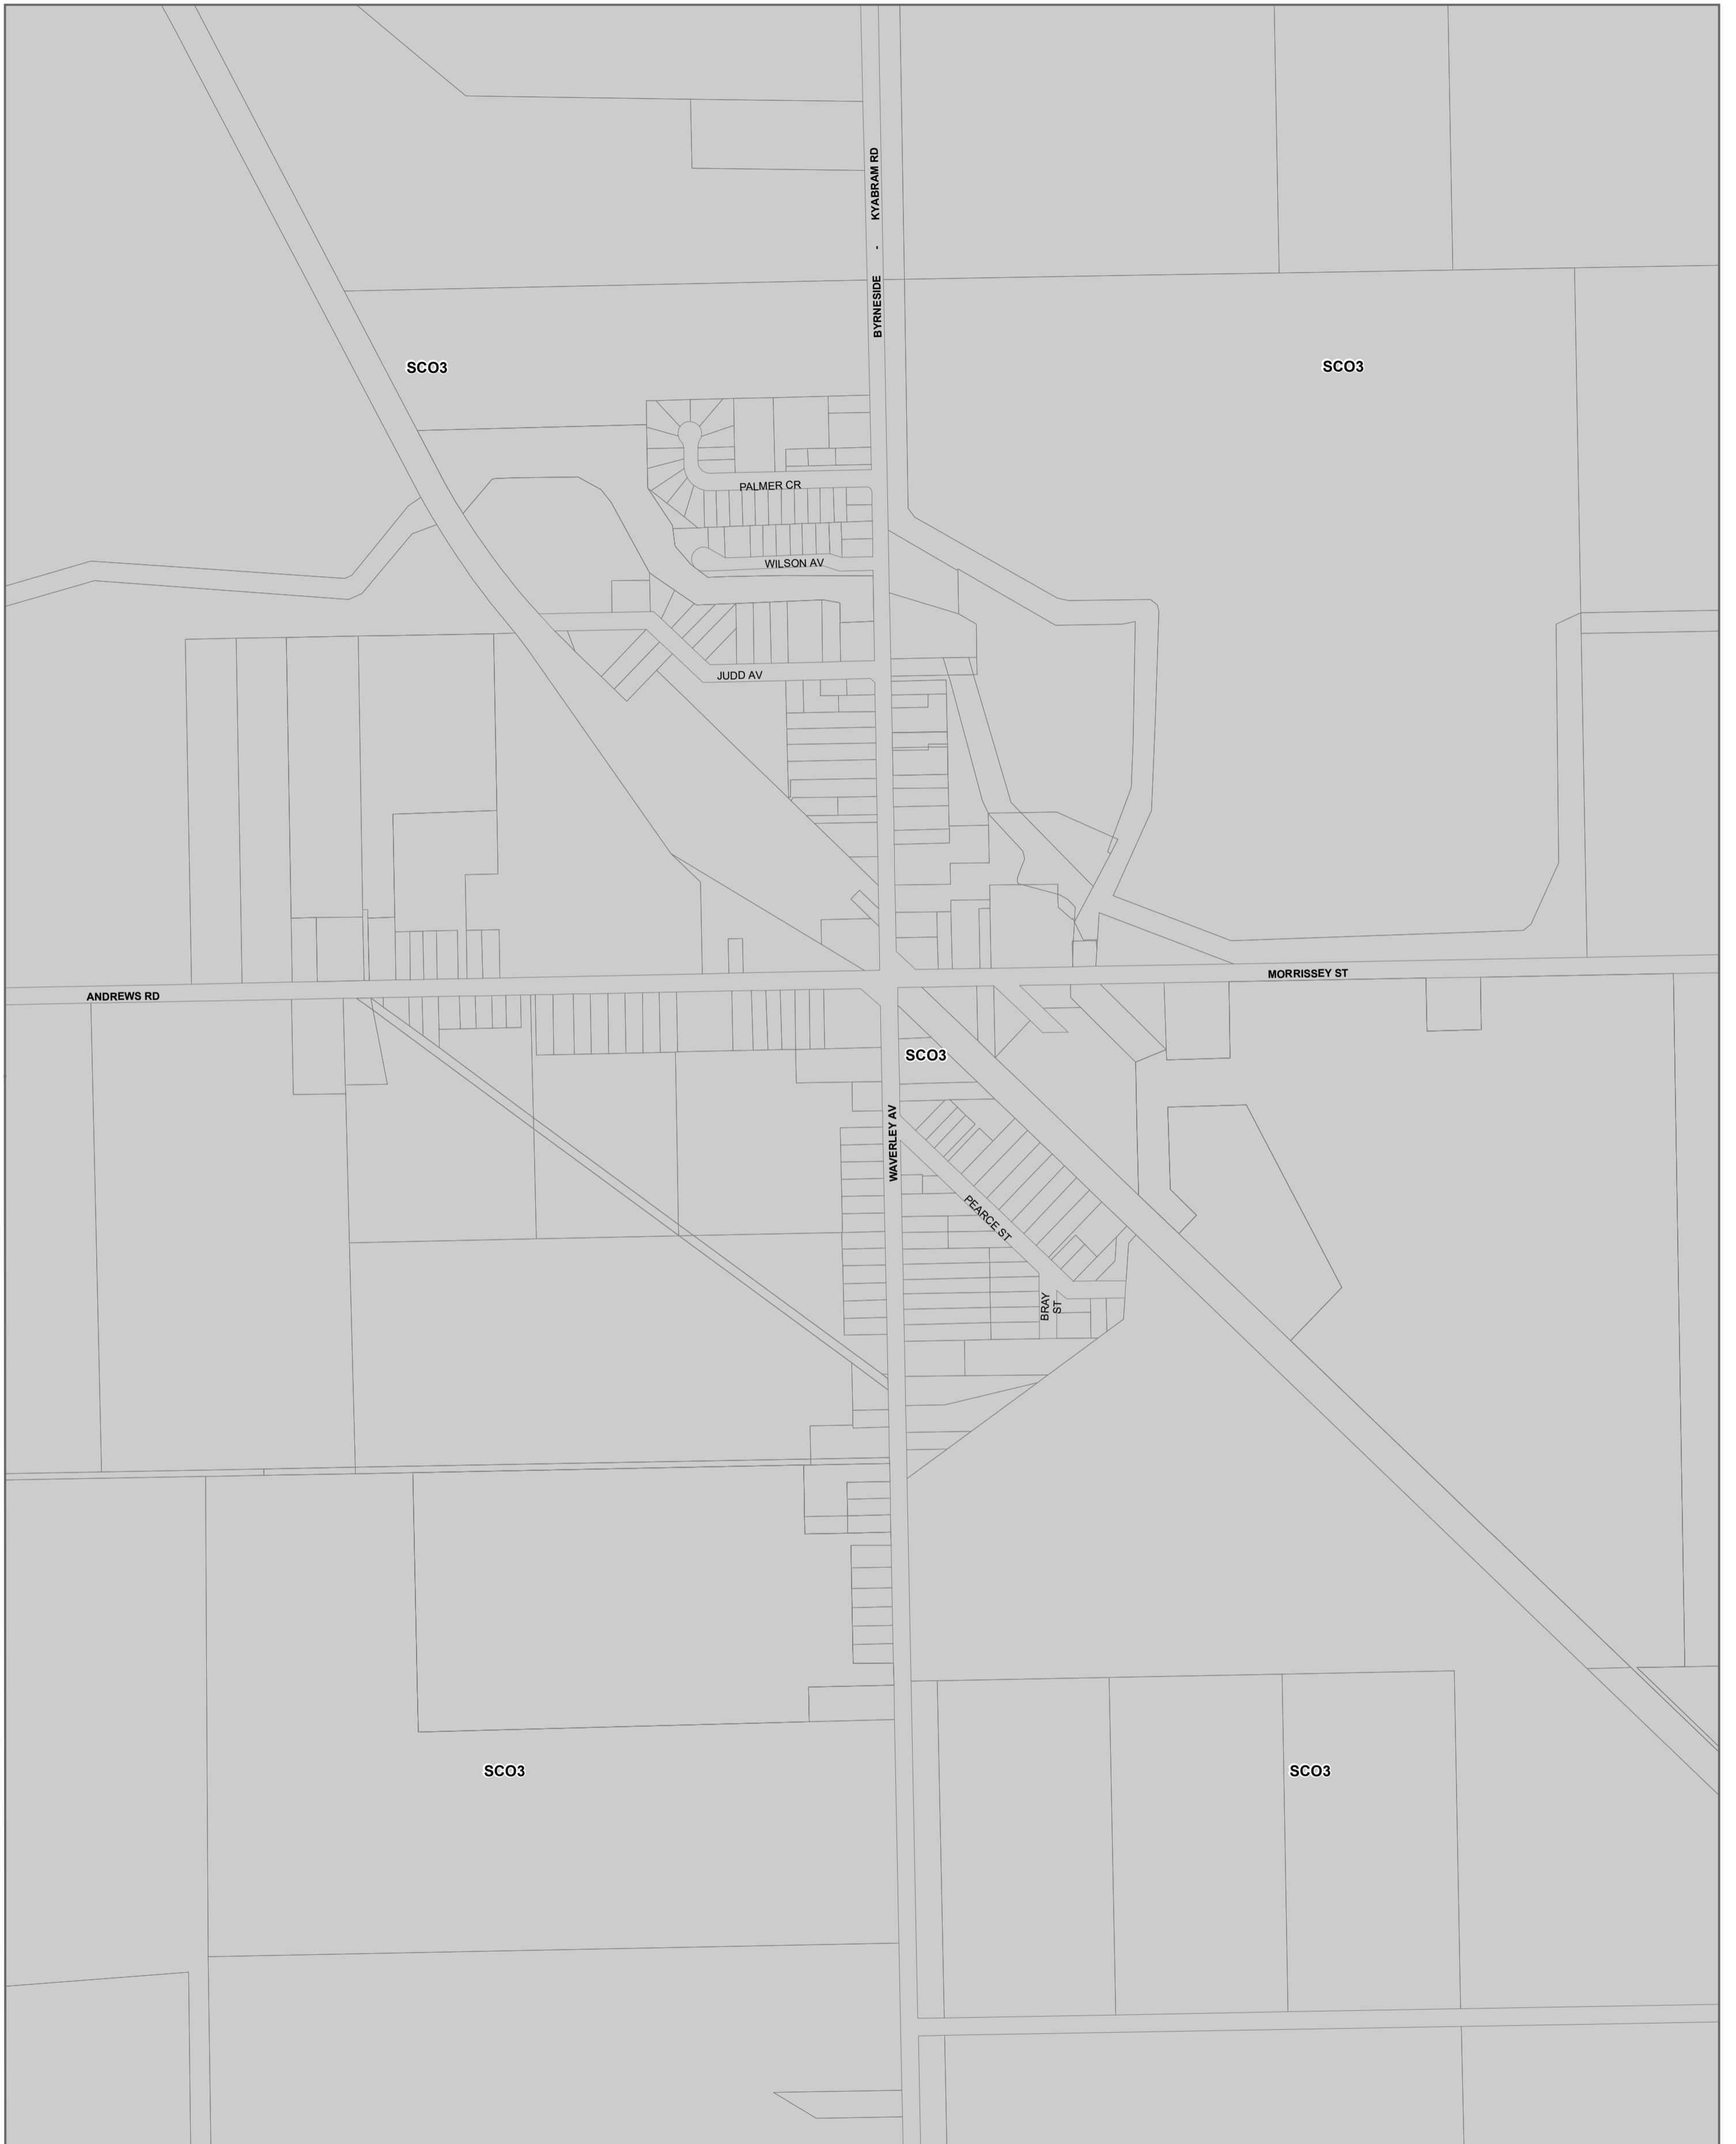 BYRNESIDE - KYABRAM RD
SCO3
SCO3
PALMER CR
WILSON AV
JUDD AV
MORRISSEY ST
ANDREWS RD
SCO3
WAVERLEY AV
PEARCE ST
BRAY
ST
SCO3
SCO3